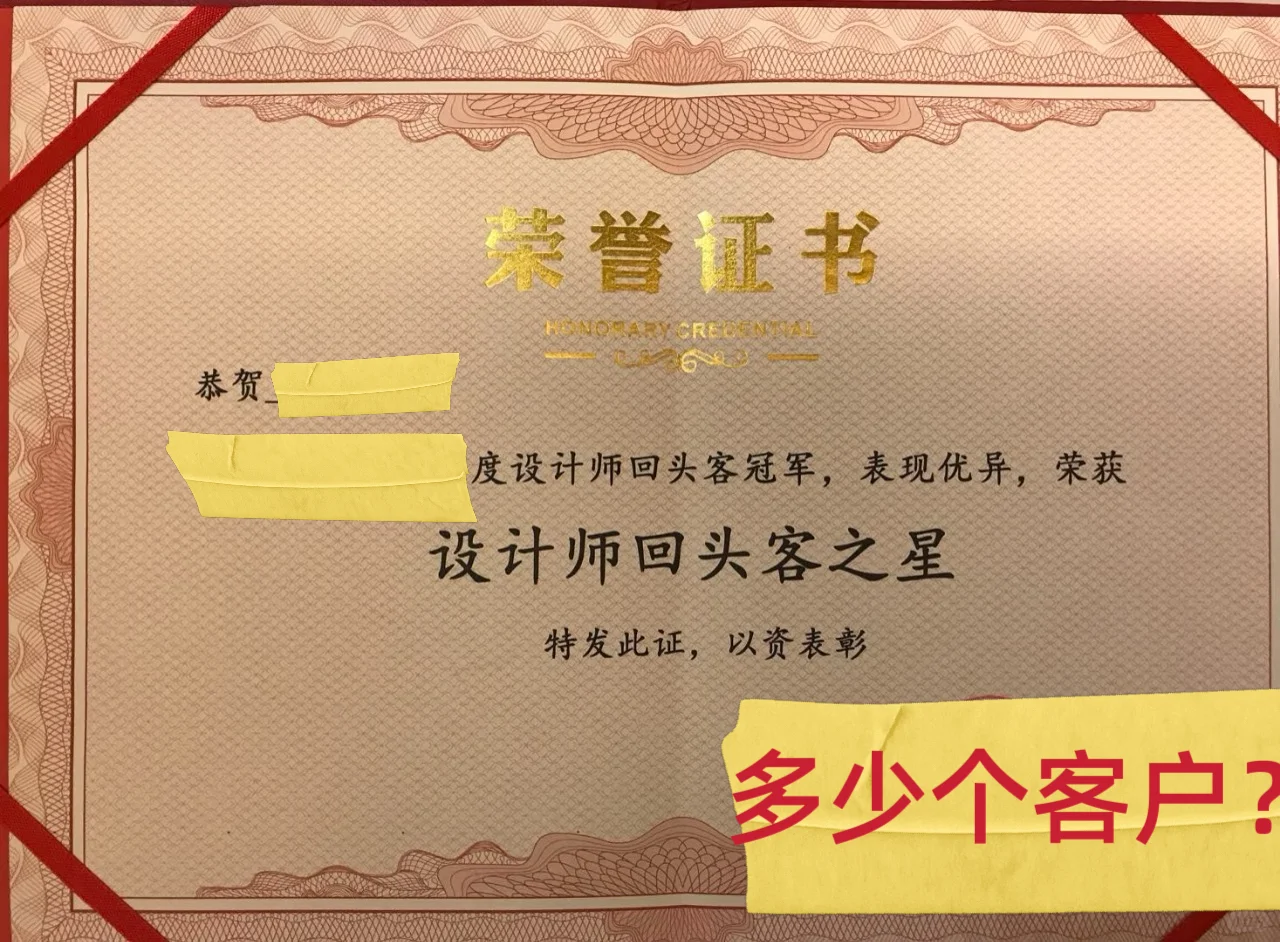 荣誉证书
HONORARY CREDENTIAL
恭贺
度设计师回头客冠军，表现优异，荣获
设计师回头客之星
特发此证，以资表彰
多少个客户？